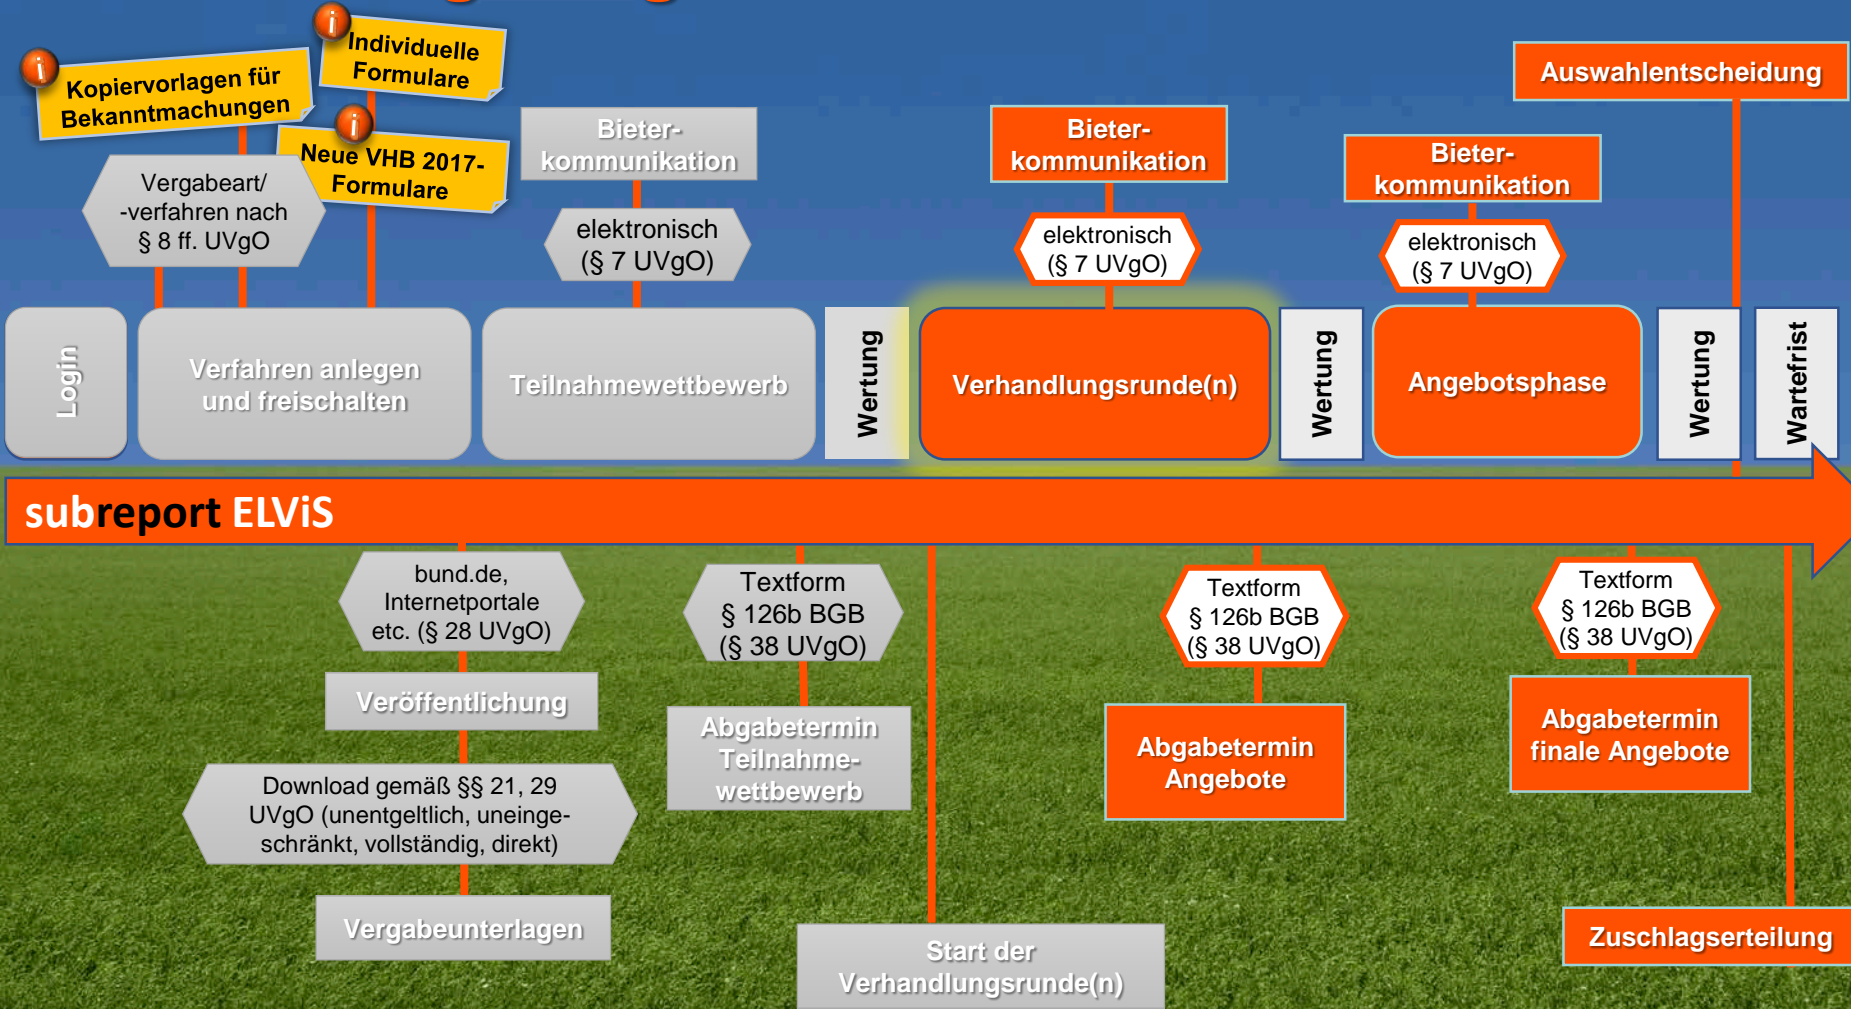 Individuelle
Formulare
Kopiervorlagen für
Bekanntmachungen
Neue VHB 2017-
Formulare
Vergabeart/
-verfahren nach
§ 8 ff. UVgO
Bieter-
kommunikation
elektronisch
(§ 7 UVgO)
Bieter-
kommunikation
elektronisch
(§ 7 UVgO)
Bieter-
kommunikation
elektronisch
(§ 7 UVgO)
Auswahlentscheidung
Login
Verfahren anlegen
und freischalten
Teilnahmewettbewerb
Wertung
Verhandlungsrunde(n)
Wertung
Angebotsphase
Wertung
Wartefrist
subreport ELViS
bund.de,
Internetportale
etc. (§ 28 UVgO)
Veröffentlichung
Download gemäß §§ 21, 29
UVgO (unentgeltlich, uneinge-
schränkt, vollständig, direkt)
Vergabeunterlagen
Textform
§ 126b BGB
(§ 38 UVgO)
Abgabetermin
Teilnahme-
wettbewerb
Start der
Verhandlungsrunde(n)
Textform
§ 126b BGB
(§ 38 UVgO)
Abgabetermin
Angebote
Textform
§ 126b BGB
(§ 38 UVgO)
Abgabetermin
finale Angebote
Zuschlagserteilung